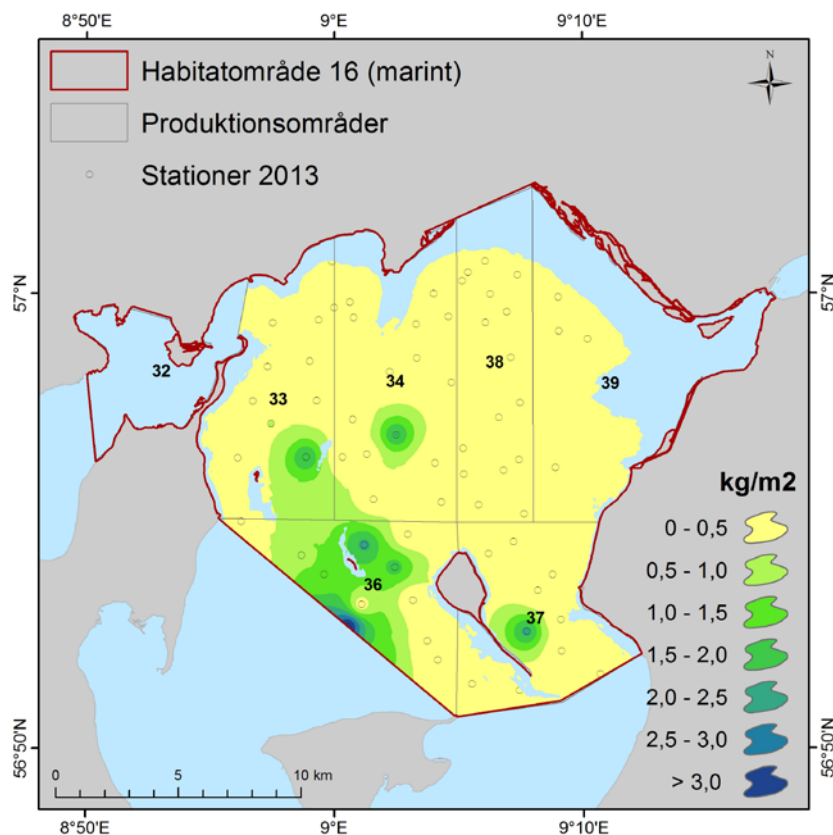 8°50'E
9°E
9°10'E
Habitatområde 16 (marint)
N
Produktionsområder
Stationer 2013
57°N
57°N
32
33
34
38
39
36
37
kg/m2
0 - 0,5
0,5 - 1,0
1,0 - 1,5
1,5 - 2,0
2,0 - 2,5
2,5 - 3,0
> 3,0
56°50'N
56°50'N
0
5
10 km
8°50'E
9°E
9°10'E